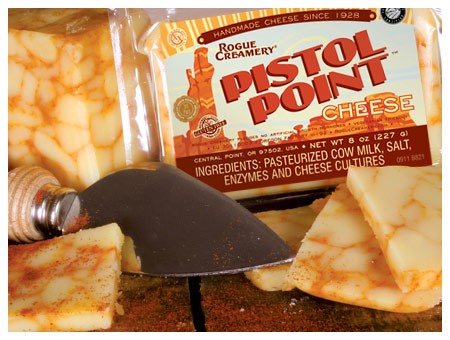 HANDMADE CHEESE SINCE 1928
ROGUE
CREAMERY
PISTOL
POINT
CHEESE
CENTRAL POINT, OR 97502, USA • NET WT 8 oz (227 g)
INGREDIENTS: PASTEURIZED COW MILK, SALT,
ENZYMES AND CHEESE CULTURES